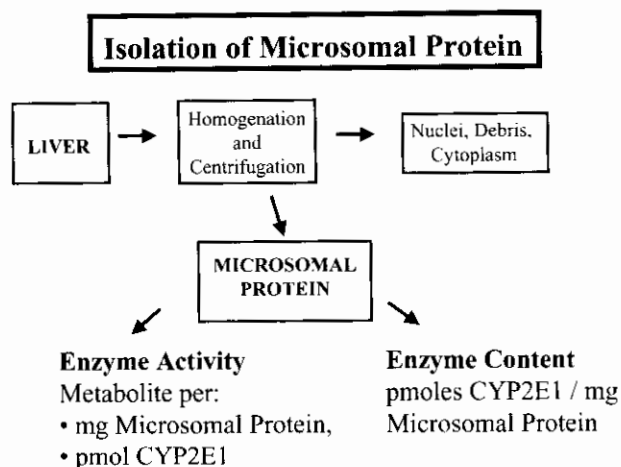 Isolation of Microsomal Protein
LIVER
Homogenation
and
Centrifugation
Nuclei, Debris,
Cytoplasm
MICROSOMAL
PROTEIN
Enzyme Activity
Metabolite per:
• mg Microsomal Protein,
• pmol CYP2E1
Enzyme Content
pmoles CYP2E1 / mg
Microsomal Protein